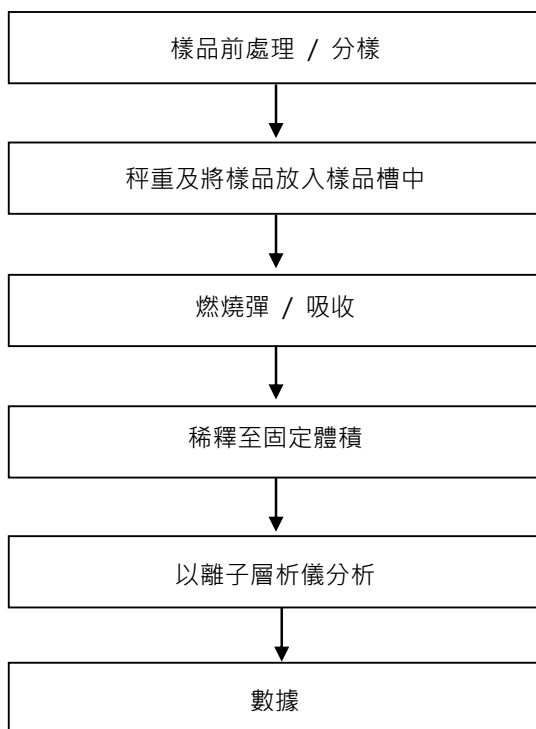 樣品前處理 / 分樣
秤重及將樣品放入樣品槽中
燃燒彈 / 吸收
稀釋至固定體積
以離子層析儀分析
數據